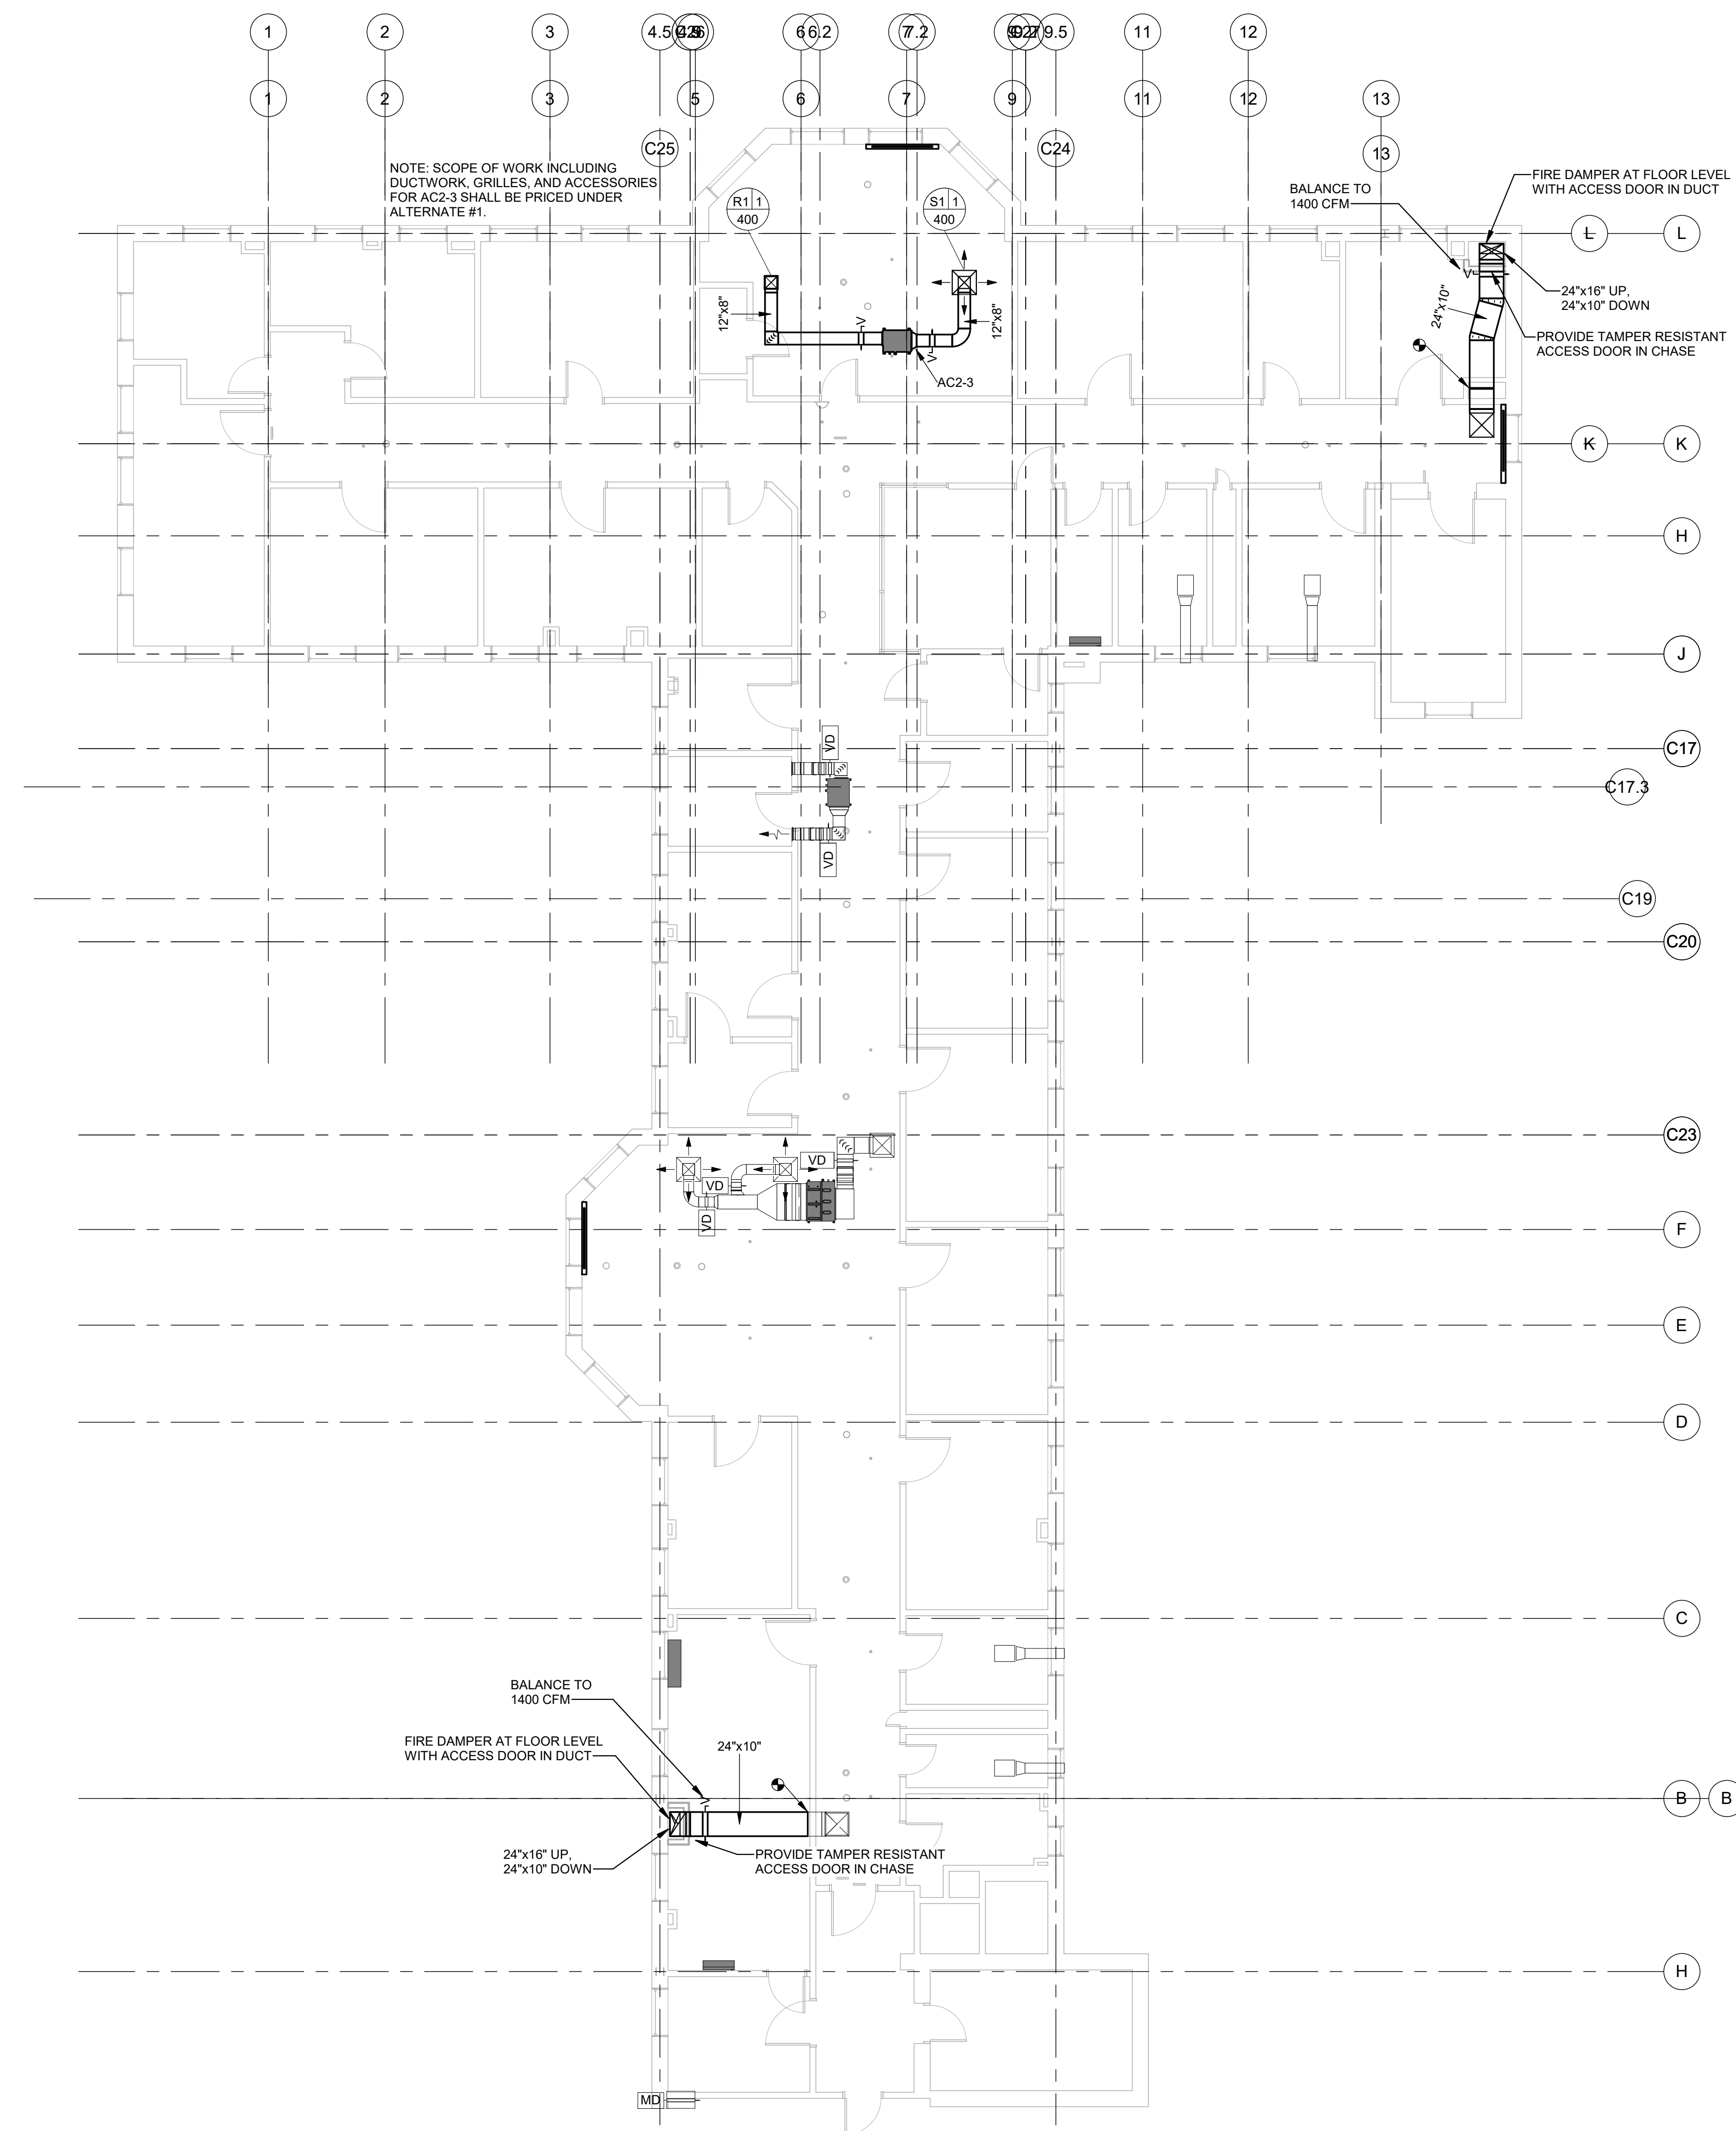 1
2
3
4.5
6
6.2
7
7.2
9.5
11
12
1
2
3
5
6
7
9
11
12
13
C25
C24
13
NOTE: SCOPE OF WORK INCLUDING
DUCTWORK, GRILLES, AND ACCESSORIES
FOR AC2-3 SHALL BE PRICED UNDER
ALTERNATE #1.
R1 1
400
S1 1
400
BALANCE TO
1400 CFM
FIRE DAMPER AT FLOOR LEVEL
WITH ACCESS DOOR IN DUCT
L
L
24"x16" UP,
24"x10" DOWN
24"x10"
12"x8"
12"x8"
PROVIDE TAMPER RESISTANT
ACCESS DOOR IN CHASE
AC2-3
K
K
H
J
VD
C17
C17.3
VD
C19
C20
C23
VD
VD
VD
F
E
D
C
BALANCE TO
1400 CFM
FIRE DAMPER AT FLOOR LEVEL
WITH ACCESS DOOR IN DUCT
24"x10"
B
B
24"x16" UP,
24"x10" DOWN
PROVIDE TAMPER RESISTANT
ACCESS DOOR IN CHASE
H
MD